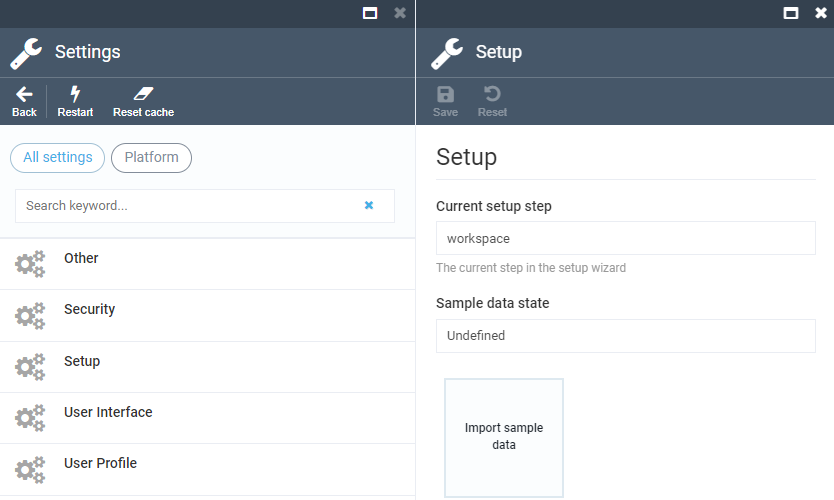 Settings
Back
Restart
Reset cache
All settings
Platform
Search keyword...
Other
Security
Setup
User Interface
User Profile
Setup
Save
Reset
Setup
Current setup step
workspace
The current step in the setup wizard
Sample data state
Undefined
Import sample
data